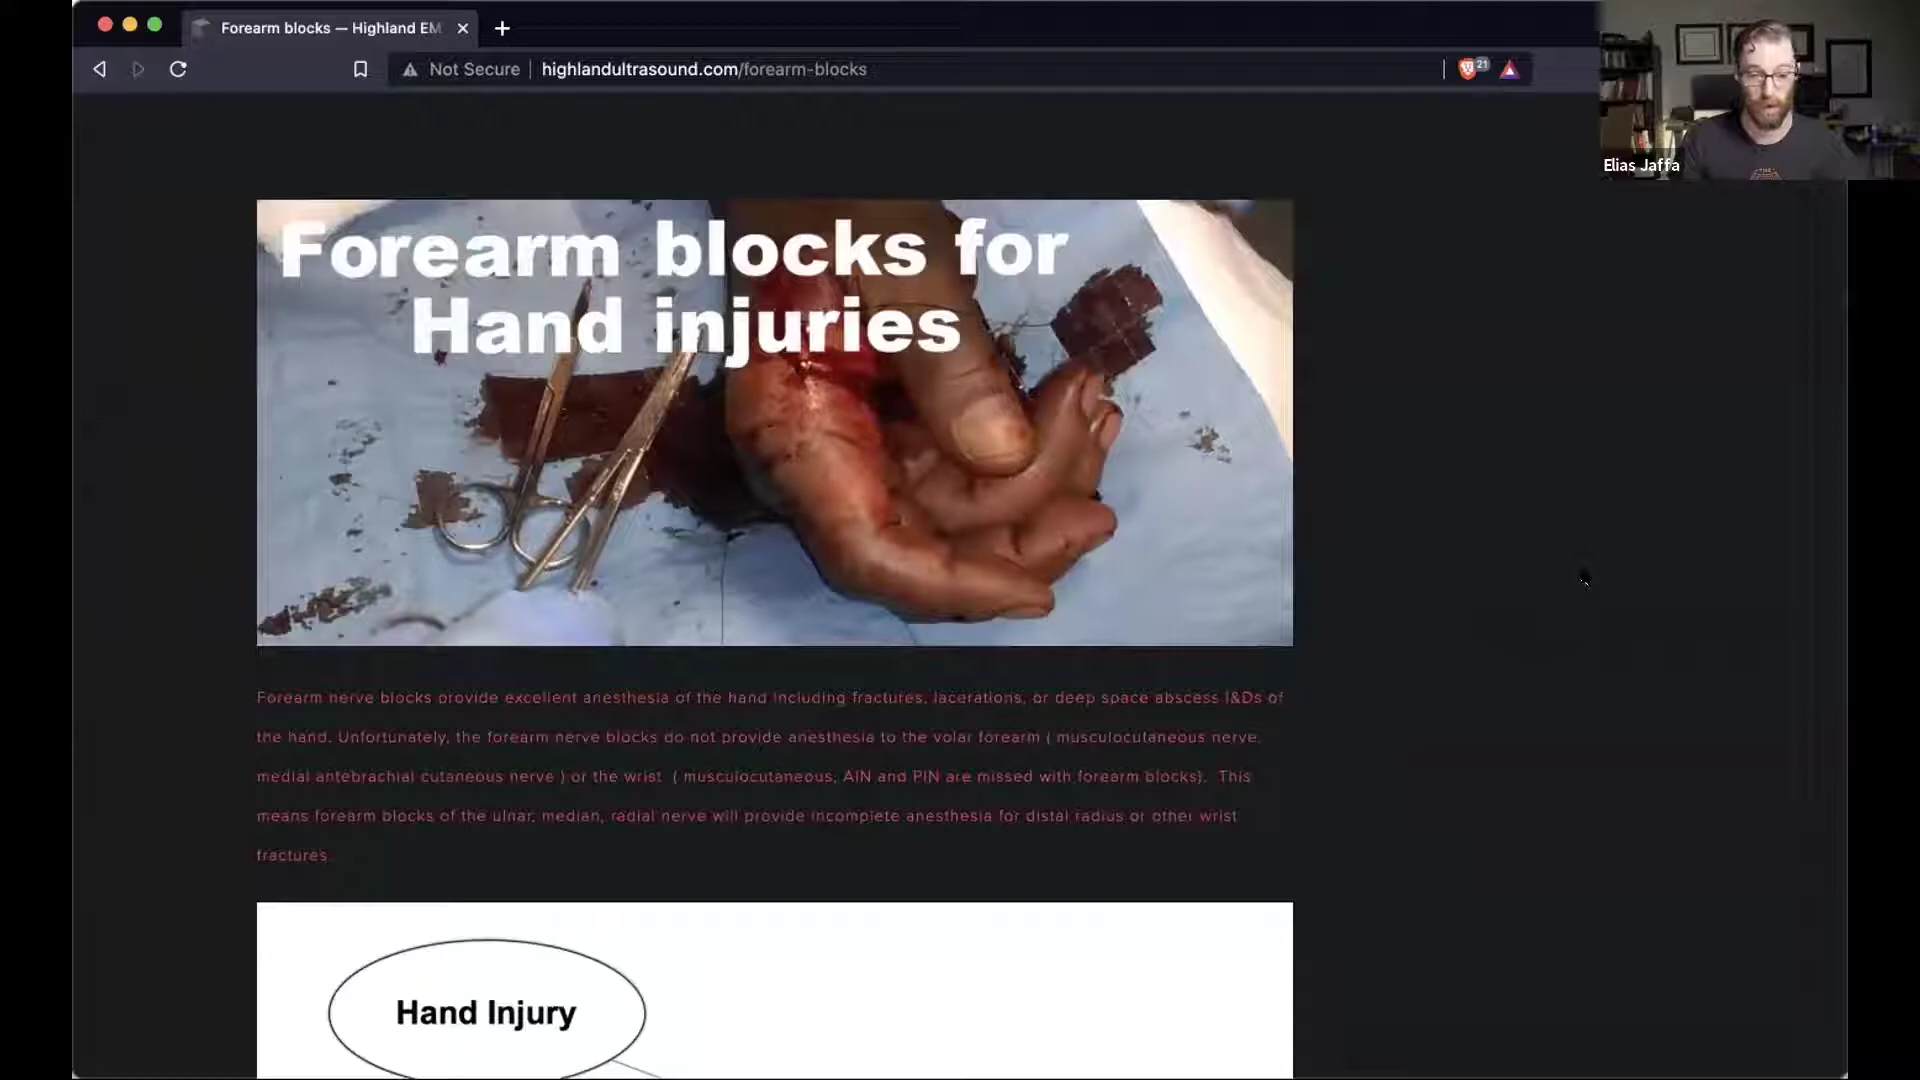 Forearm blocks — Highland EM
Not Secure
highlandultrasound.com/forearm-blocks
21
Elias Jaffa
Forearm blocks for
Hand injuries
Forearm nerve blocks provide excellent anesthesia of the hand including fractures, lacerations, or deep space abscess I&Ds of
the hand. Unfortunately, the forearm nerve blocks do not provide anesthesia to the volar forearm ( musculocutaneous nerve,
medial antebrachial cutaneous nerve ) or the wrist ( musculocutaneous, AIN and PIN are missed with forearm blocks). This
means forearm blocks of the ulnar, median, radial nerve will provide incomplete anesthesia for distal radius or other wrist
fractures.
Hand Injury